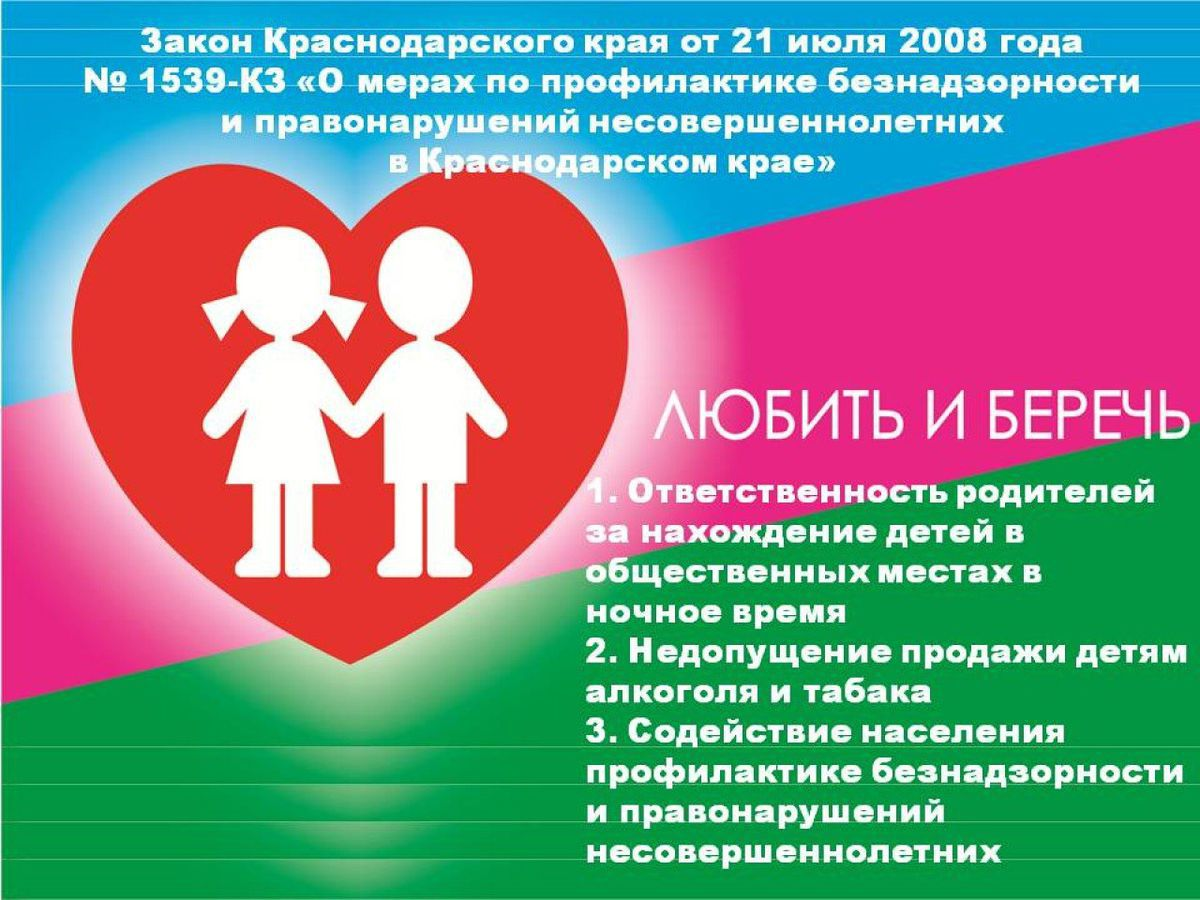 Закон Краснодарского края от 21 июля 2008 года
№ 1539-КЗ «О мерах по профилактике безнадзорности
и правонарушений несовершеннолетних
в Краснодарском крае»
ЛЮБИТЬ И БЕРЕЧЬ
1. Ответственность родителей
за нахождение детей в
общественных местах в
ночное время
2. Недопущение продажи детям
алкоголя и табака
3. Содействие населения
профилактике безнадзорности
и правонарушений
несовершеннолетних